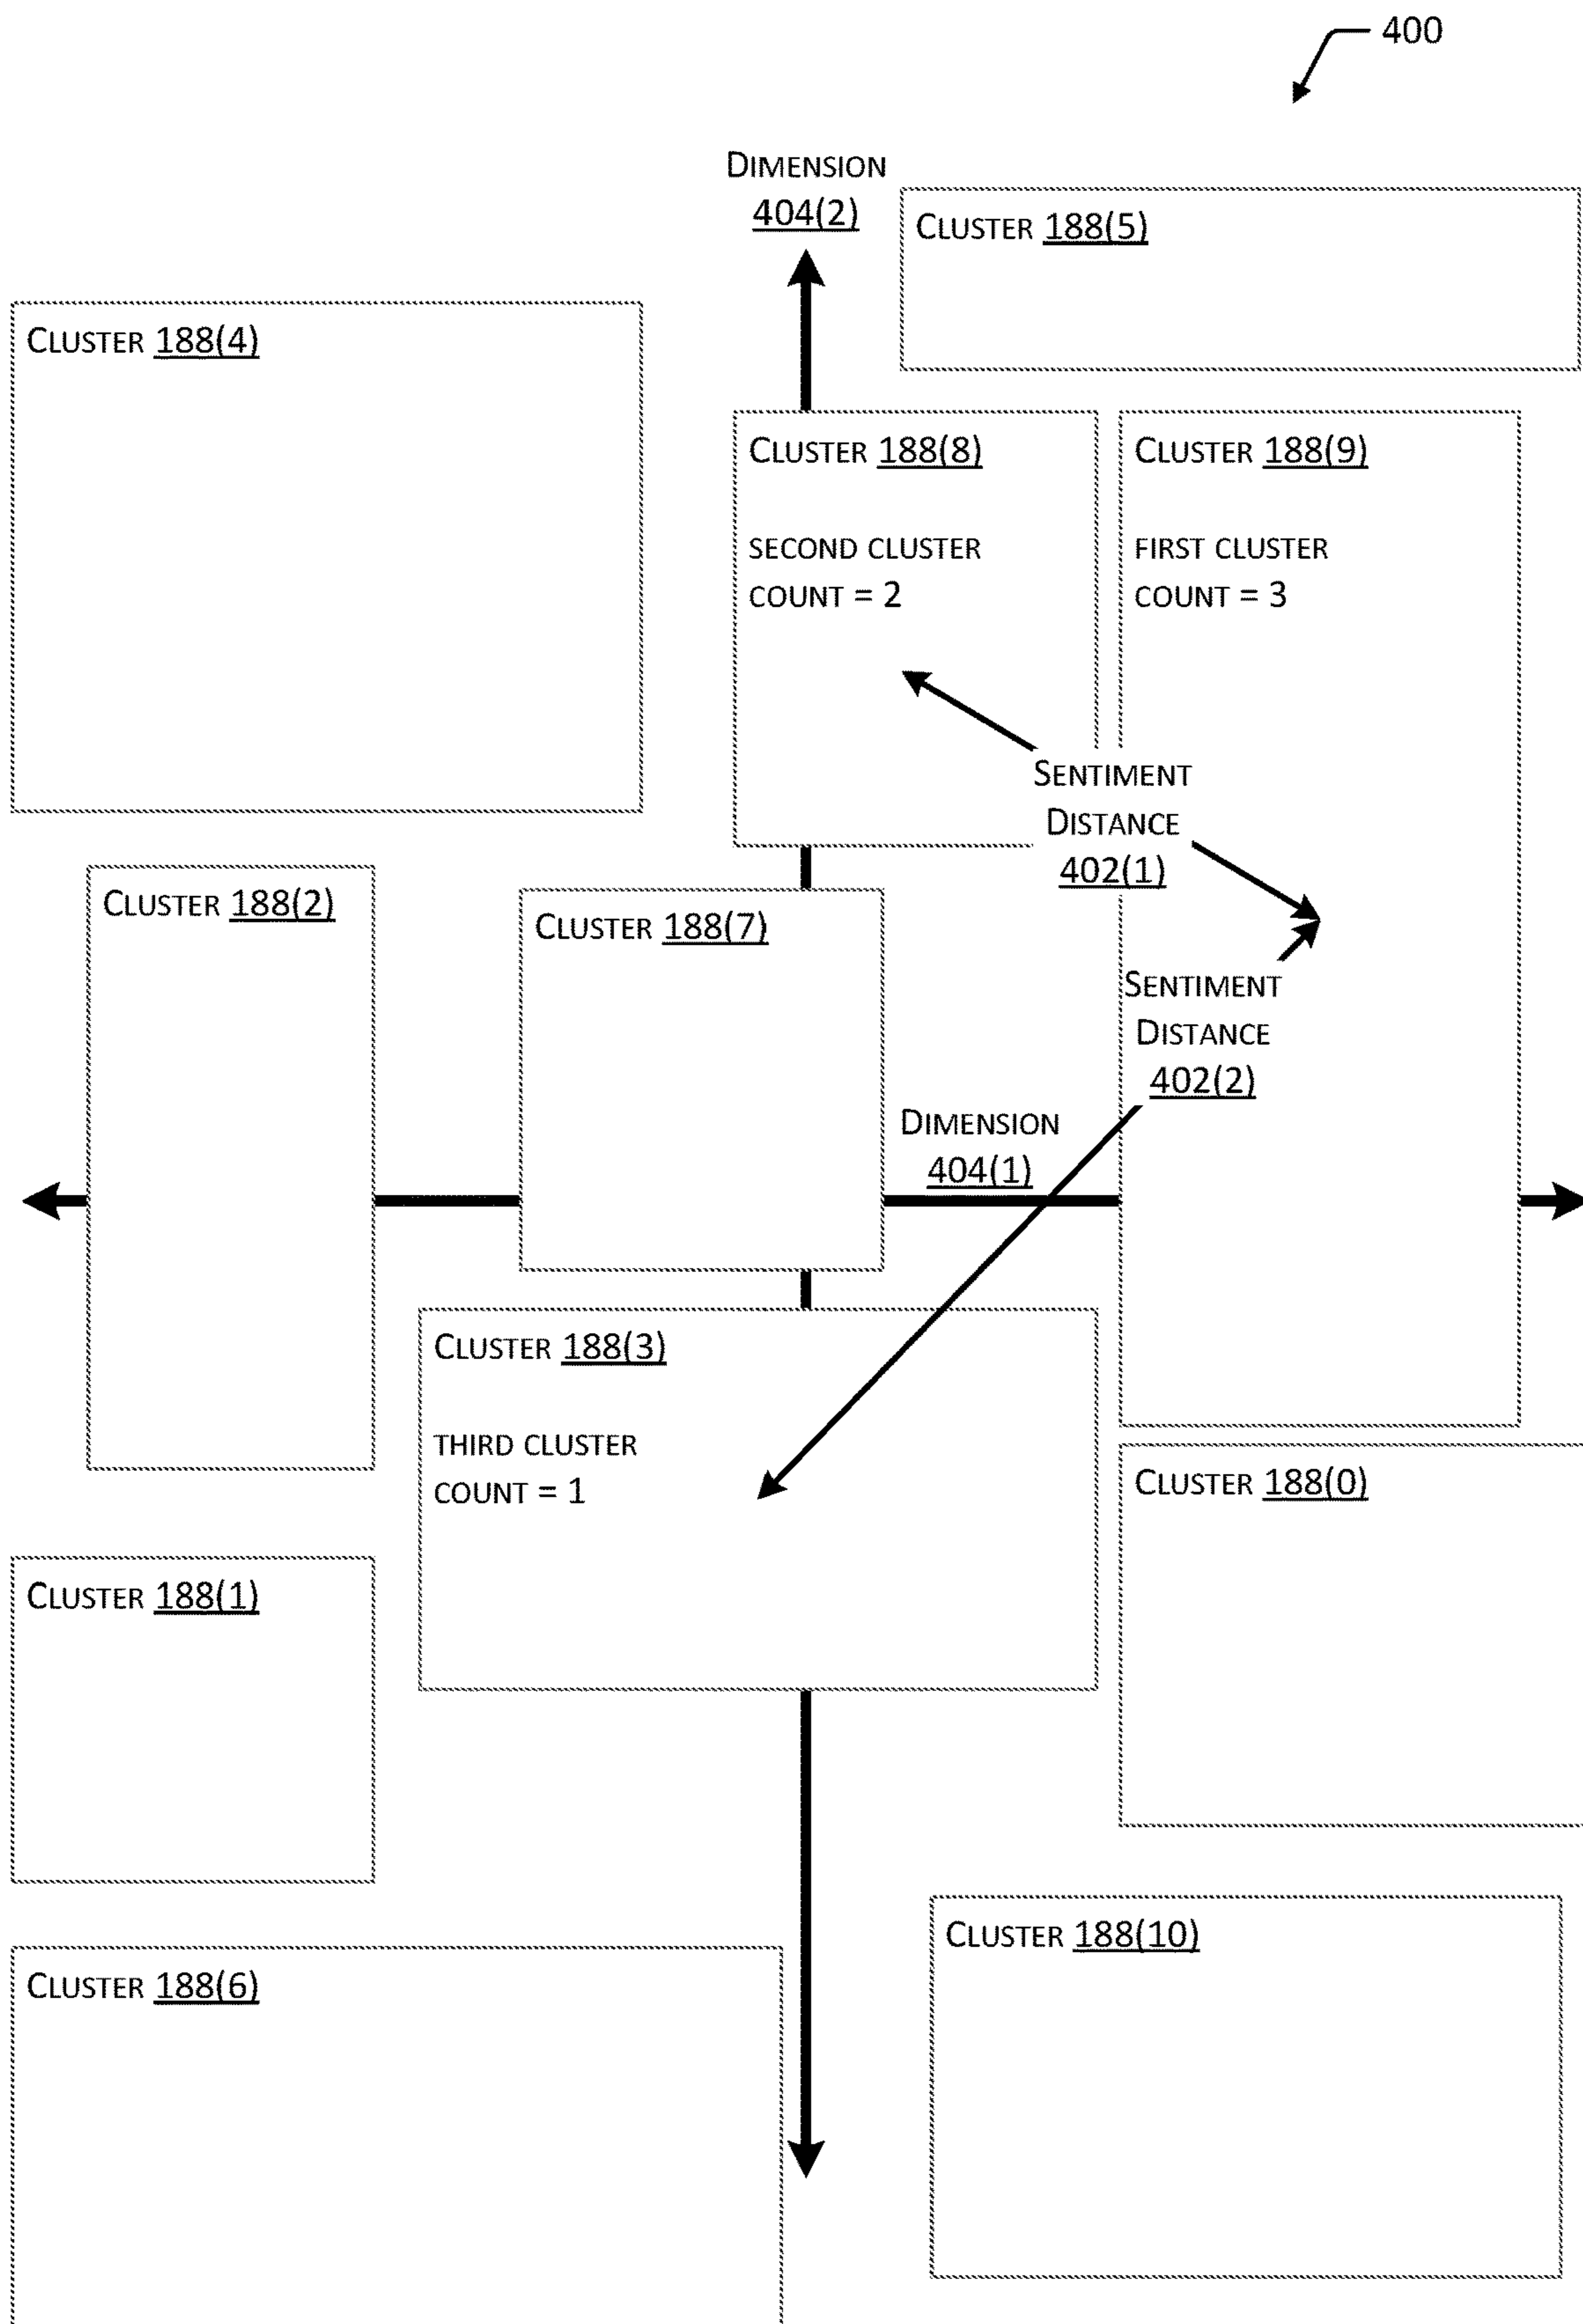 400
DIMENSION
404(2)
CLUSTER 188(5)
CLUSTER 188(4)
CLUSTER 188(8)
SECOND CLUSTER
COUNT = 2
CLUSTER 188(9)
FIRST CLUSTER
COUNT = 3
SENTIMENT
DISTANCE
402(1)
CLUSTER 188(2)
CLUSTER 188(7)
SENTIMENT
DISTANCE
402(2)
DIMENSION
404(1)
CLUSTER 188(3)
THIRD CLUSTER
COUNT = 1
CLUSTER 188(0)
CLUSTER 188(1)
CLUSTER 188(10)
CLUSTER 188(6)